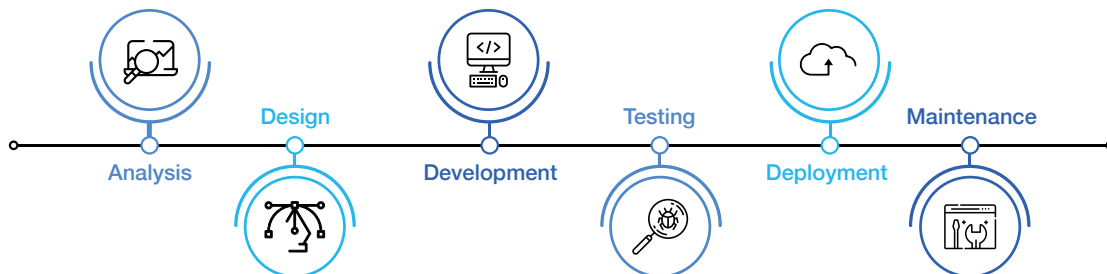 Analysis
Design
</>
Development
Testing
Deployment
Maintenance